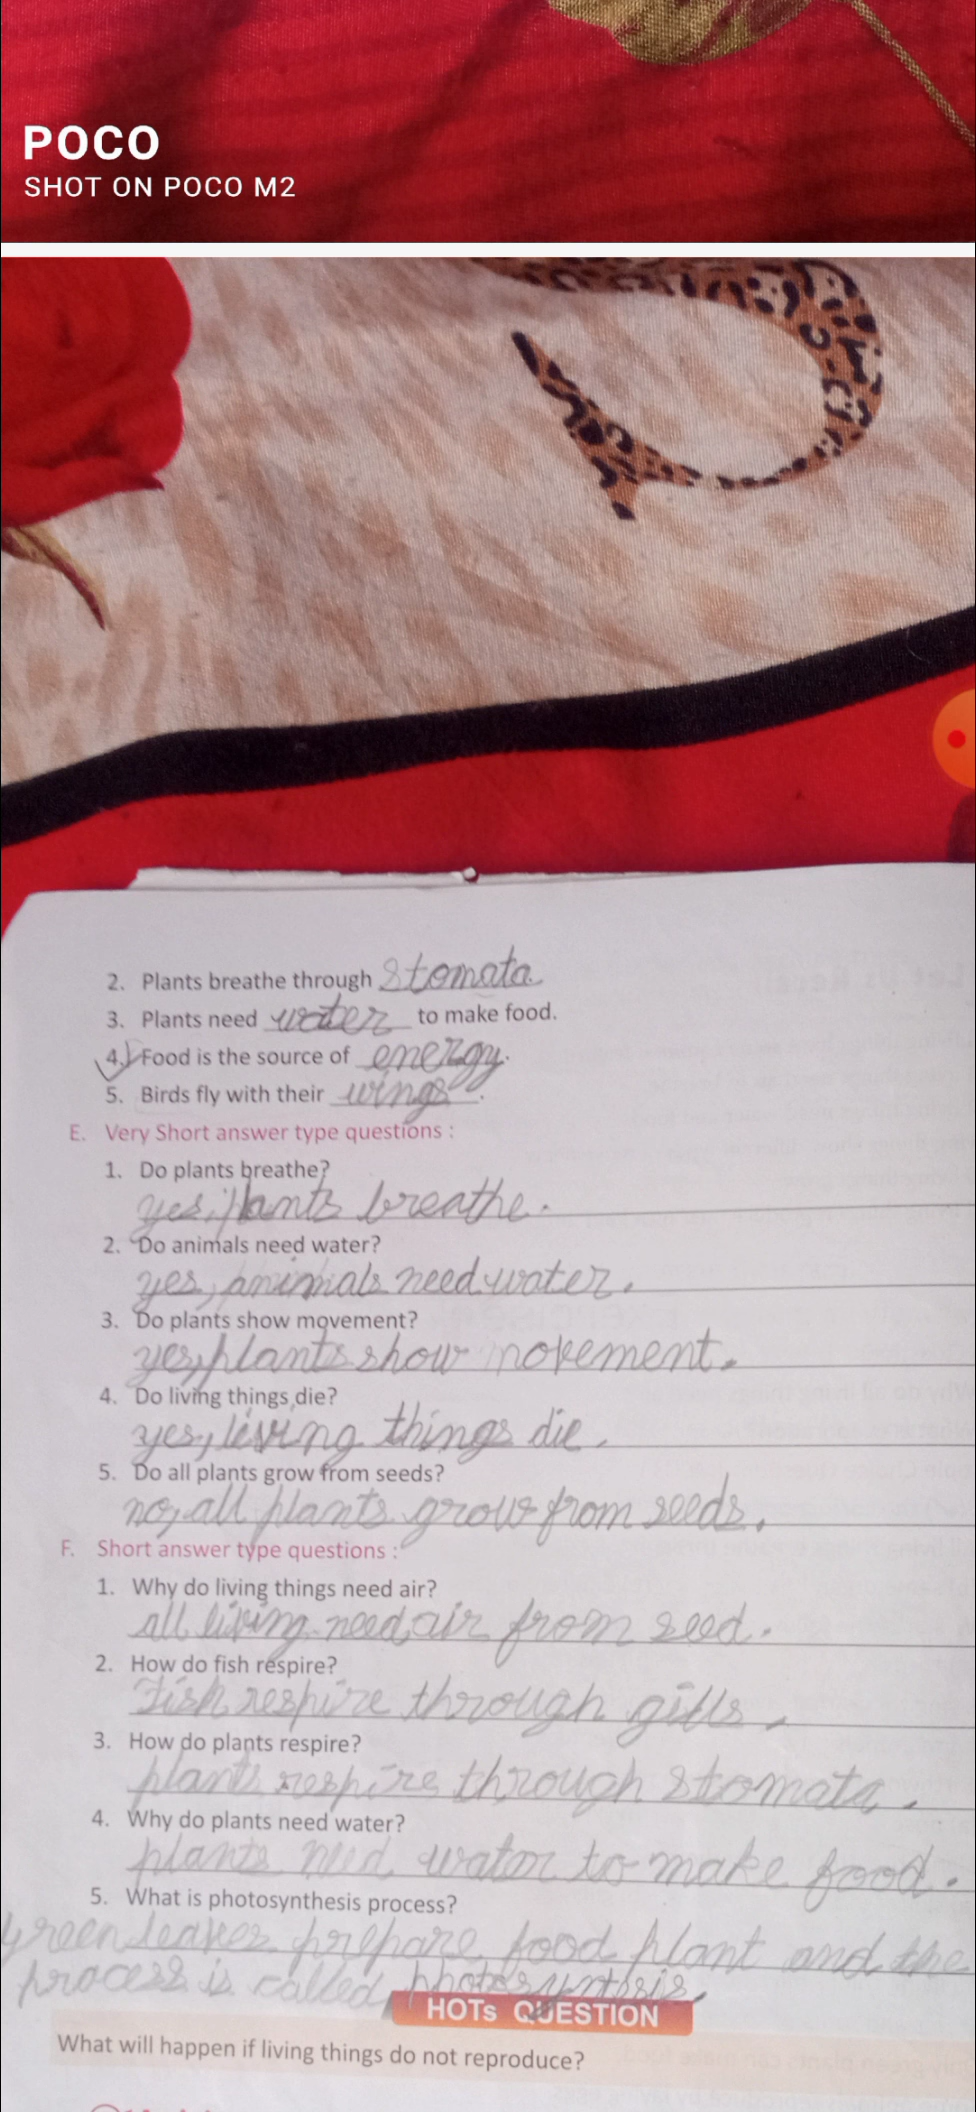 POCO
SHOT ON POCO M2
2. Plants breathe through Stomata.
3. Plants need water to make food.
4. Food is the source of energy.
5. Birds fly with their wings.
E. Very Short answer type questions :
1. Do plants breathe?
yes, plants breathe.
2. Do animals need water?
yes, animals need water.
3. Do plants show movement?
yes, plants show movement.
4. Do living things die?
yes, living things die.
5. Do all plants grow from seeds?
no, all plants grow from seeds.
F. Short answer type questions :
1. Why do living things need air?
all living need air from seed.
2. How do fish respire?
Fish respire through gills.
3. How do plants respire?
plants respire through stomata.
4. Why do plants need water?
plants need water to make food.
5. What is photosynthesis process?
Green leaves prepare food plant and the
process is called photosyntosis.
HOTs QUESTION
What will happen if living things do not reproduce?